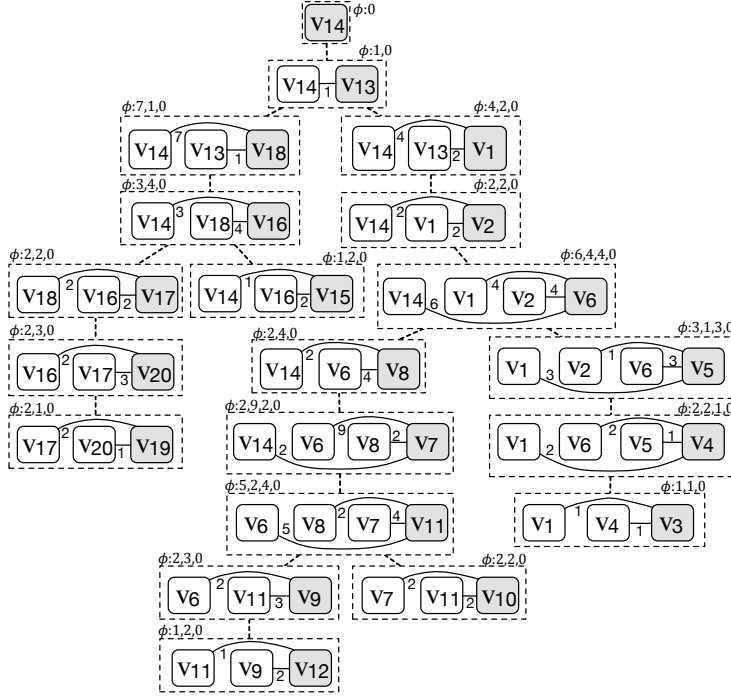 ϕ:0
v14
ϕ:1,0
v14 1 v13
ϕ:7,1,0
v14 7 v13 1 v18
ϕ:4,2,0
v14 4 v13 2 v1
ϕ:3,4,0
v14 3 v18 4 v16
ϕ:2,2,0
v14 2 v1 2 v2
ϕ:2,2,0
v18 2 v16 2 v17
ϕ:1,2,0
v14 1 v16 2 v15
ϕ:6,4,4,0
v14 6 v1 4 v2 4 v6
ϕ:2,3,0
v16 2 v17 3 v20
ϕ:2,4,0
v14 2 v6 4 v8
ϕ:3,1,3,0
v1 3 v2 1 v6 3 v5
ϕ:2,1,0
v17 2 v20 1 v19
ϕ:2,9,2,0
v14 2 v6 9 v8 2 v7
ϕ:2,2,1,0
v1 2 v6 2 v5 1 v4
ϕ:5,2,4,0
v6 5 v8 2 v7 4 v11
ϕ:1,1,0
v1 1 v4 1 v3
ϕ:2,3,0
v6 2 v11 3 v9
ϕ:2,2,0
v7 2 v11 2 v10
ϕ:1,2,0
v11 1 v9 2 v12